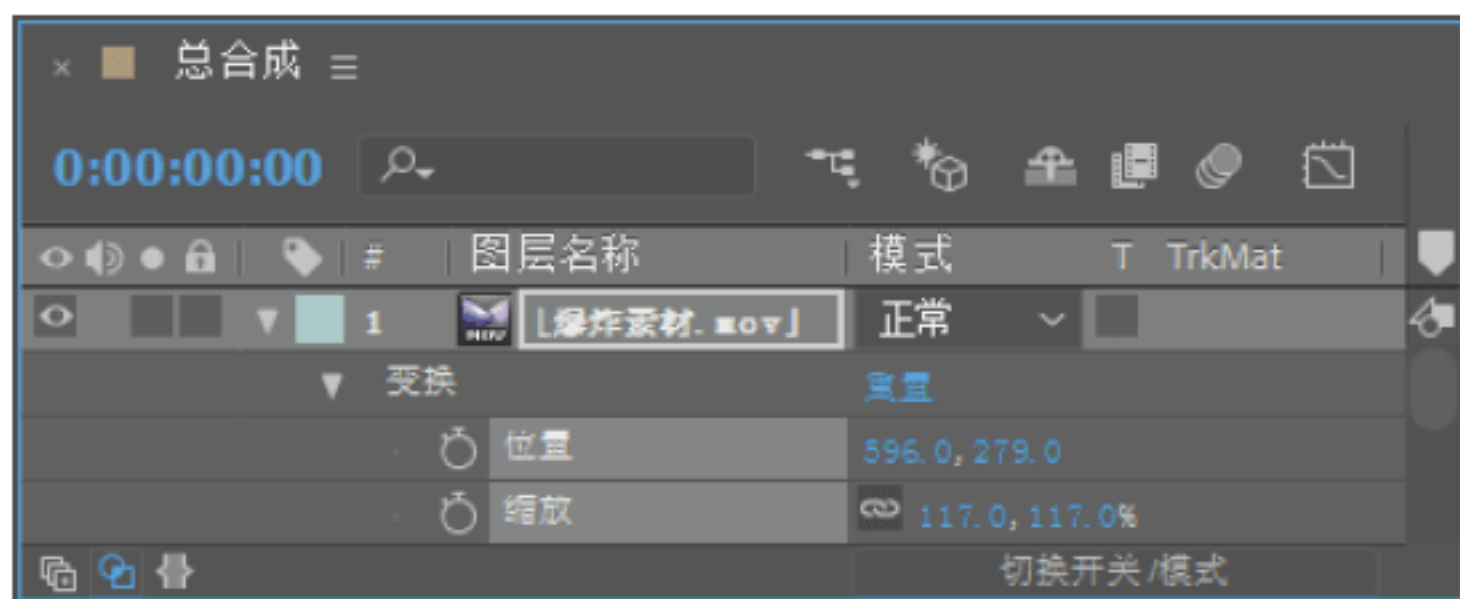 × 总合成 ≡
0:00:00:00
# 图层名称 模式 T TrkMat
1 [爆炸素材.mov] 正常
变换 重置
位置 596.0,279.0
缩放 117.0,117.0%
切换开关/模式